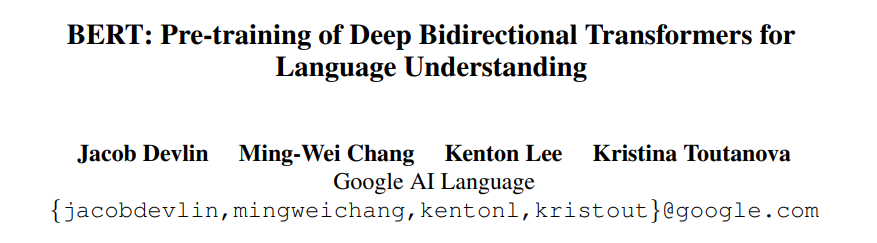 BERT: Pre-training of Deep Bidirectional Transformers for
Language Understanding
Jacob Devlin Ming-Wei Chang Kenton Lee Kristina Toutanova
Google AI Language
{jacobdevlin,mingweichang,kentonl,kristout}@google.com